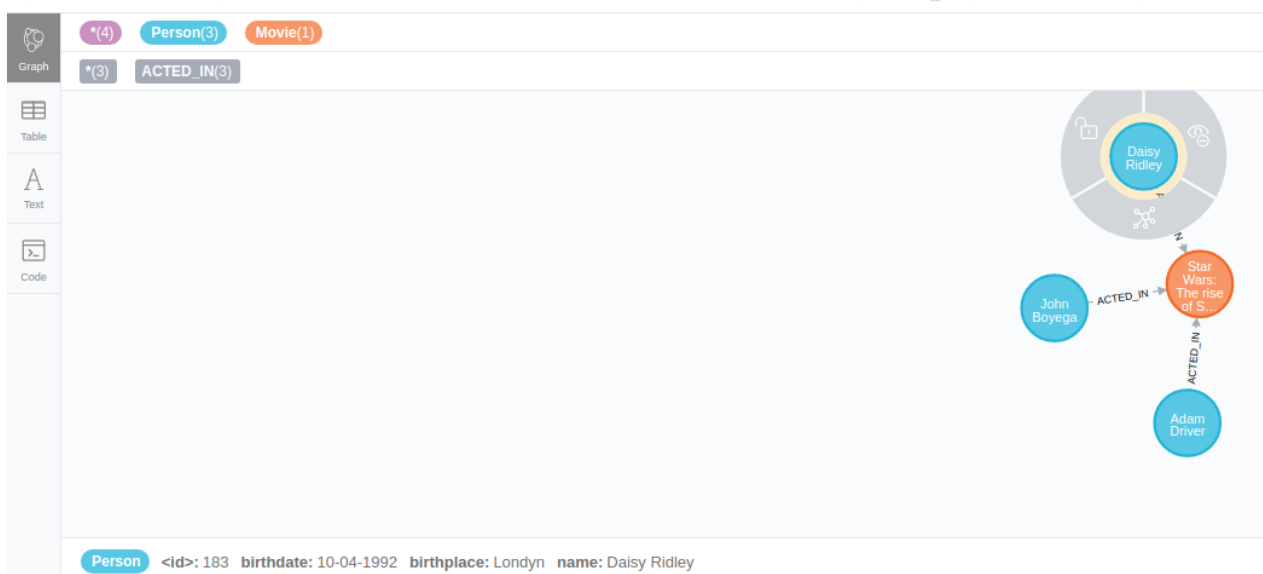 *(4) Person(3) Movie(1)
Graph
*(3) ACTED_IN(3)
Table
Text
Code
Daisy
Ridley
Star
Wars:
The rise
of S...
John
Boyega
ACTED_IN
ACTED_IN
Adam
Driver
Person <id>: 183 birthdate: 10-04-1992 birthplace: Londyn name: Daisy Ridley